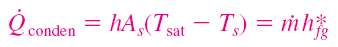 Q̇_conden = hA_s(T_sat − T_s) = ṁh*_fg